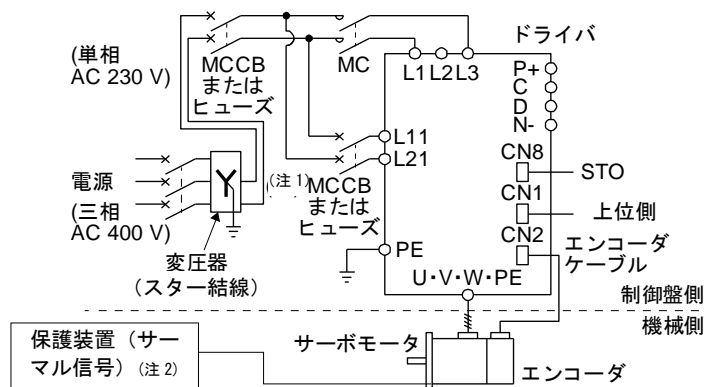 ドライバ
(単相
AC 230 V)
MCCB
または
ヒューズ
MC
L1 L2 L3
P+
C
D
N-
L11
L21
電源
(三相
AC 400 V)
(注 1)
MCCB
または
ヒューズ
CN8
STO
CN1
上位側
CN2
エンコーダ
ケーブル
変圧器
(スター結線)
PE
U・V・W・PE
制御盤側
機械側
保護装置(サー
マル信号)(注 2)
サーボモータ
エンコーダ